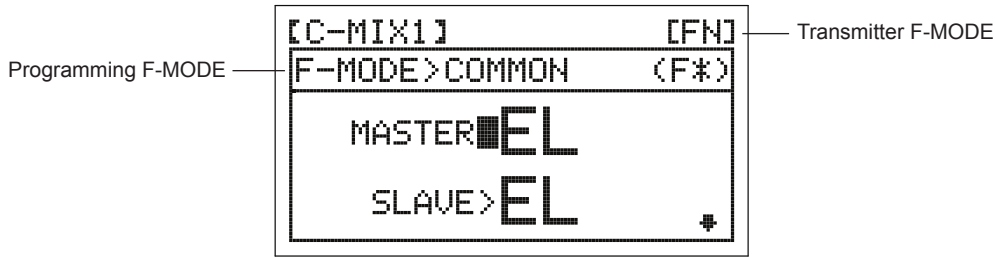 [C-MIX1] [FN]
Transmitter F-MODE
Programming F-MODE
F-MODE>COMMON (F*)
MASTER EL
SLAVE>EL